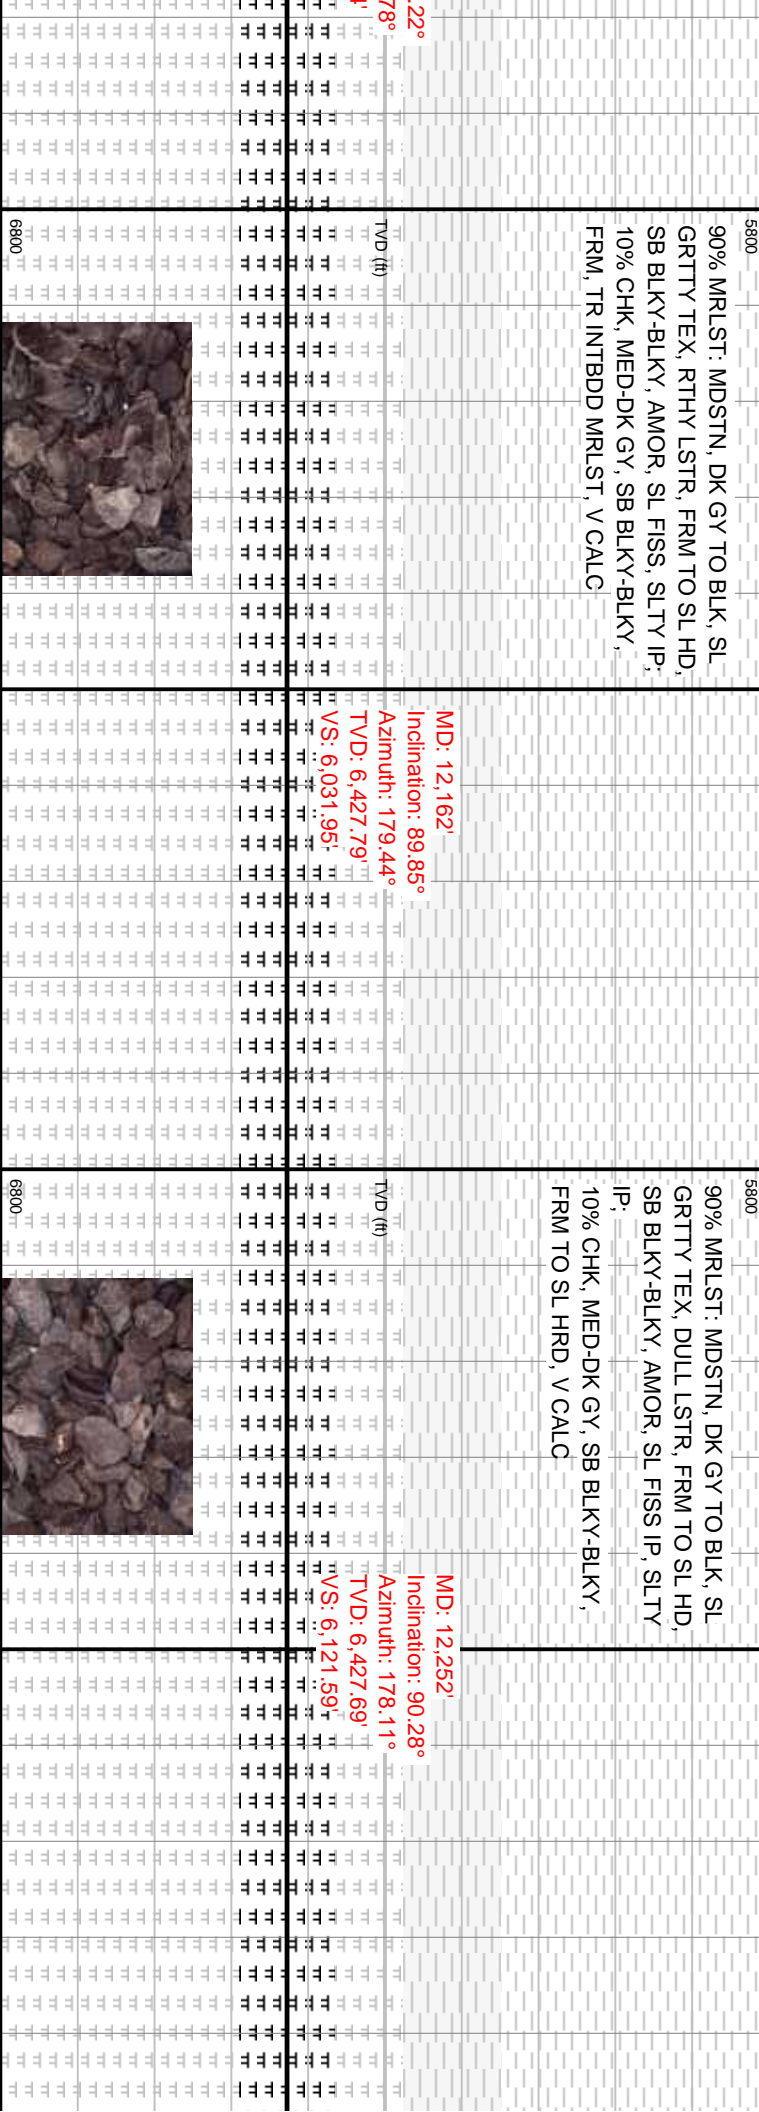 .22°
78°
4'
5800
90% MRLST: MDSTN, DK GY TO BLK, SL
GRTTY TEX, RTHY LSTR, FRM TO SL HD,
SB BLKY-BLKY, AMOR, SL FISS, SLTY IP;
10% CHK, MED-DK GY, SB BLKY-BLKY,
FRM, TR INTBDD MRLST, V CALC
TVD (ft)
6800
MD: 12,162'
Inclination: 89.85°
Azimuth: 179.44°
TVD: 6,427.79'
VS: 6,031.95'
5800
90% MRLST: MDSTN, DK GY TO BLK, SL
GRTTY TEX, DULL LSTR, FRM TO SL HD,
SB BLKY-BLKY, AMOR, SL FISS IP, SLTY
IP;
10% CHK, MED-DK GY, SB BLKY-BLKY,
FRM TO SL HRD, V CALC
TVD (ft)
6800
MD: 12,252'
Inclination: 90.28°
Azimuth: 178.11°
TVD: 6,427.69'
VS: 6,121.59'